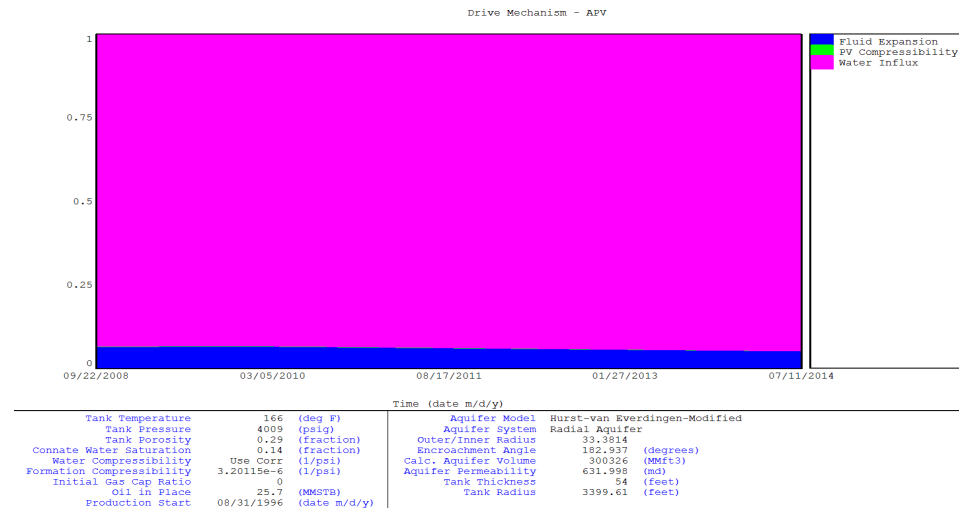 Drive Mechanism - APV
1
0.75
0.5
0.25
0
Fluid Expansion
PV Compressibility
Water Influx
09/22/2008 03/05/2010 08/17/2011 01/27/2013 07/11/2014
Time (date m/d/y)
Tank Temperature 166 (deg F)
Tank Pressure 4009 (psig)
Tank Porosity 0.29 (fraction)
Connate Water Saturation 0.14 (fraction)
Water Compressibility Use Corr (1/psi)
Formation Compressibility 3.20115e-6 (1/psi)
Initial Gas Cap Ratio 0
Oil in Place 25.7 (MMSTB)
Production Start 08/31/1996 (date m/d/y)
Aquifer Model Hurst-van Everdingen-Modified
Aquifer System Radial Aquifer
Outer/Inner Radius 33.3814
Encroachment Angle 182.937 (degrees)
Calc. Aquifer Volume 300326 (MMft3)
Aquifer Permeability 631.998 (md)
Tank Thickness 54 (feet)
Tank Radius 3399.61 (feet)